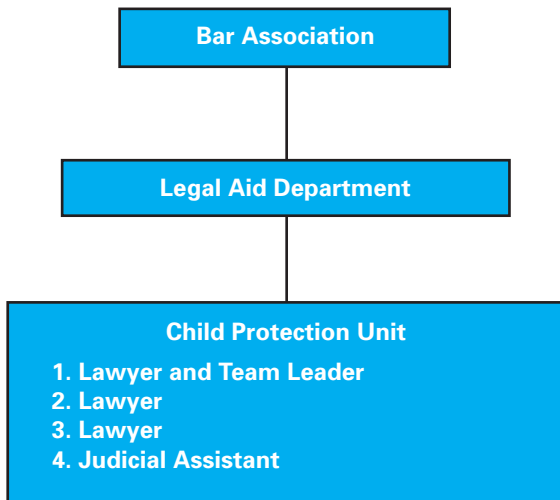 Bar Association
Legal Aid Department
Child Protection Unit
1. Lawyer and Team Leader
2. Lawyer
3. Lawyer
4. Judicial Assistant